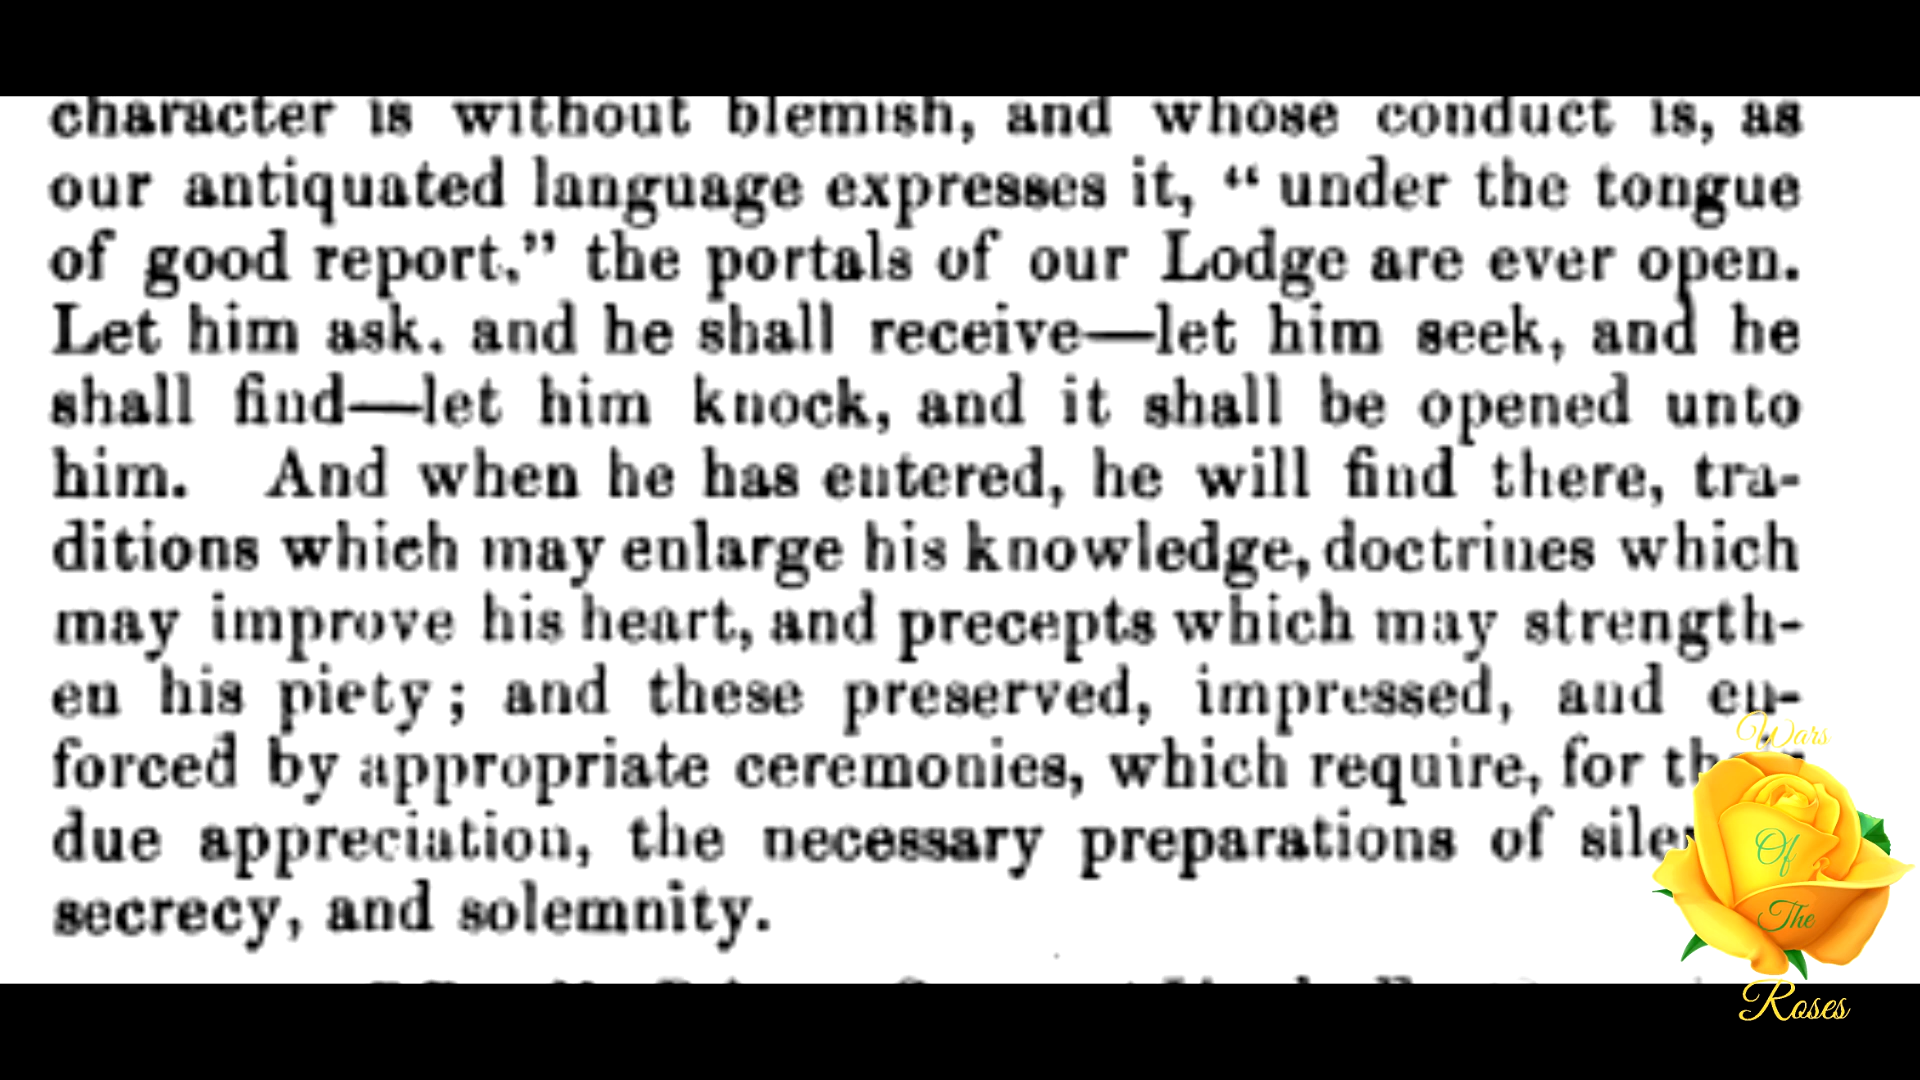 character is without blemish, and whose conduct is, as
our antiquated language expresses it, “ under the tongue
of good report,” the portals of our Lodge are ever open.
Let him ask, and he shall receive—let him seek, and he
shall find—let him knock, and it shall be opened unto
him. And when he has entered, he will find there, tra-
ditions which may enlarge his knowledge, doctrines which
may improve his heart, and precepts which may strength-
en his piety ; and these preserved, impressed, and en-
forced by appropriate ceremonies, which require, for
due appreciation, the necessary preparations of
secrecy, and solemnity.
Wars
Of
The
Roses